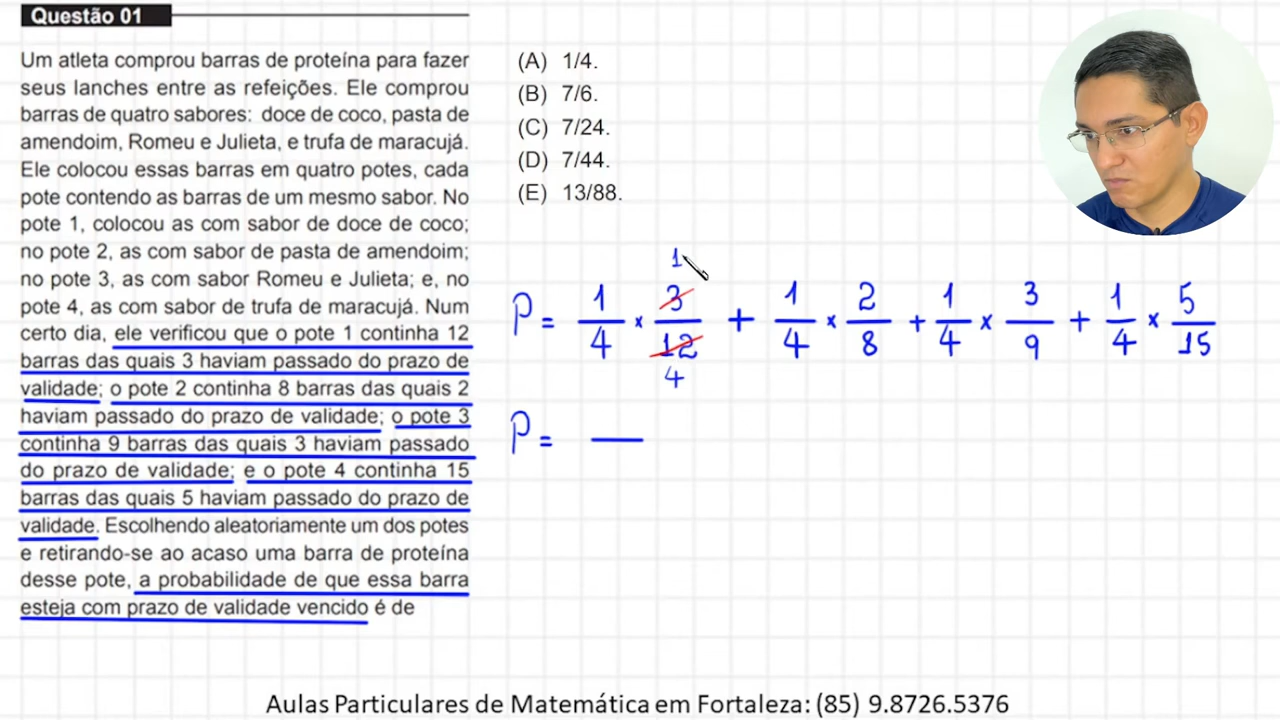 Questão 01
Um atleta comprou barras de proteína para fazer
seus lanches entre as refeições. Ele comprou
barras de quatro sabores: doce de coco, pasta de
amendoim, Romeu e Julieta, e trufa de maracujá.
Ele colocou essas barras em quatro potes, cada
pote contendo as barras de um mesmo sabor. No
pote 1, colocou as com sabor de doce de coco;
no pote 2, as com sabor de pasta de amendoim;
no pote 3, as com sabor Romeu e Julieta; e, no
pote 4, as com sabor de trufa de maracujá. Num
certo dia, ele verificou que o pote 1 continha 12
barras das quais 3 haviam passado do prazo de
validade; o pote 2 continha 8 barras das quais 2
haviam passado do prazo de validade; o pote 3
continha 9 barras das quais 3 haviam passado
do prazo de validade; e o pote 4 continha 15
barras das quais 5 haviam passado do prazo de
validade. Escolhendo aleatoriamente um dos potes
e retirando-se ao acaso uma barra de proteína
desse pote, a probabilidade de que essa barra
esteja com prazo de validade vencido é de
(A) 1/4.
(B) 7/6.
(C) 7/24.
(D) 7/44.
(E) 13/88.
1
P = 1/4 × 3/12 + 1/4 × 2/8 + 1/4 × 3/9 + 1/4 × 5/15
4
P =
Aulas Particulares de Matemática em Fortaleza: (85) 9.8726.5376